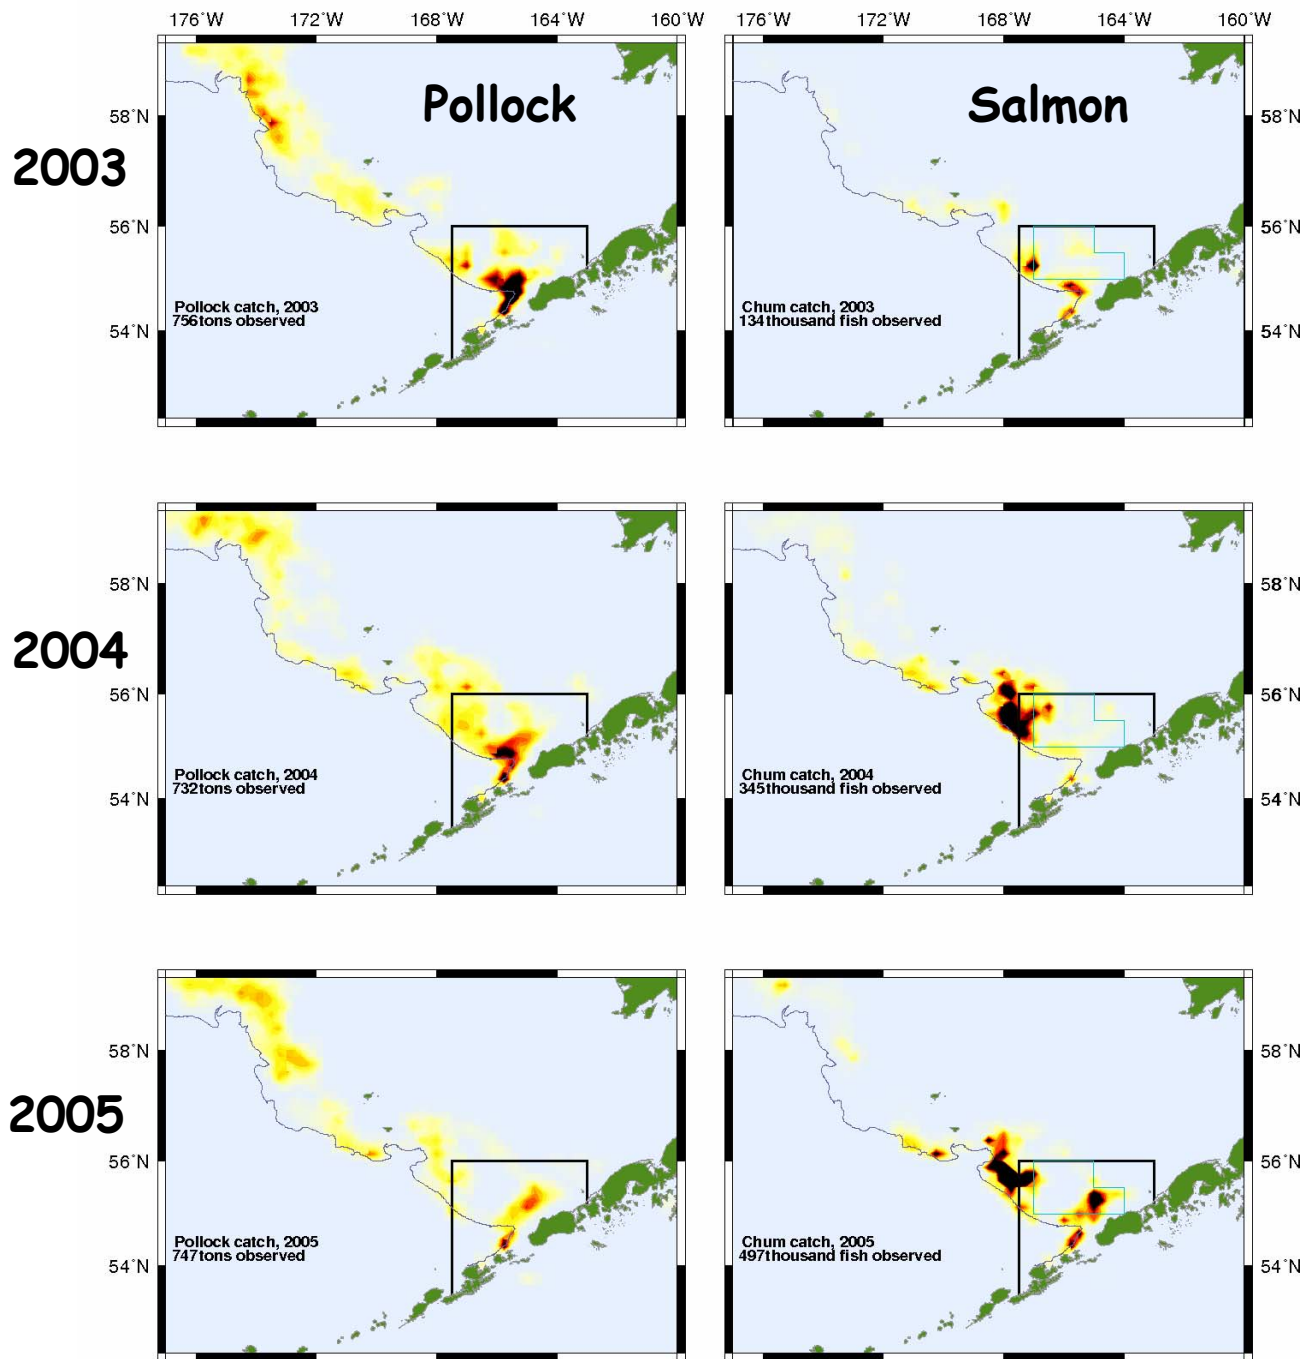 176°W 172°W 168°W 164°W 160°W 176°W 172°W 168°W 164°W 160°W
Pollock
Salmon
2003
58°N
58°N
56°N
56°N
54°N
54°N
Pollock catch, 2003
756tons observed
Chum catch, 2003
134thousand fish observed
2004
58°N
58°N
56°N
56°N
54°N
54°N
Pollock catch, 2004
732tons observed
Chum catch, 2004
345thousand fish observed
2005
58°N
58°N
56°N
56°N
54°N
54°N
Pollock catch, 2005
747tons observed
Chum catch, 2005
497thousand fish observed